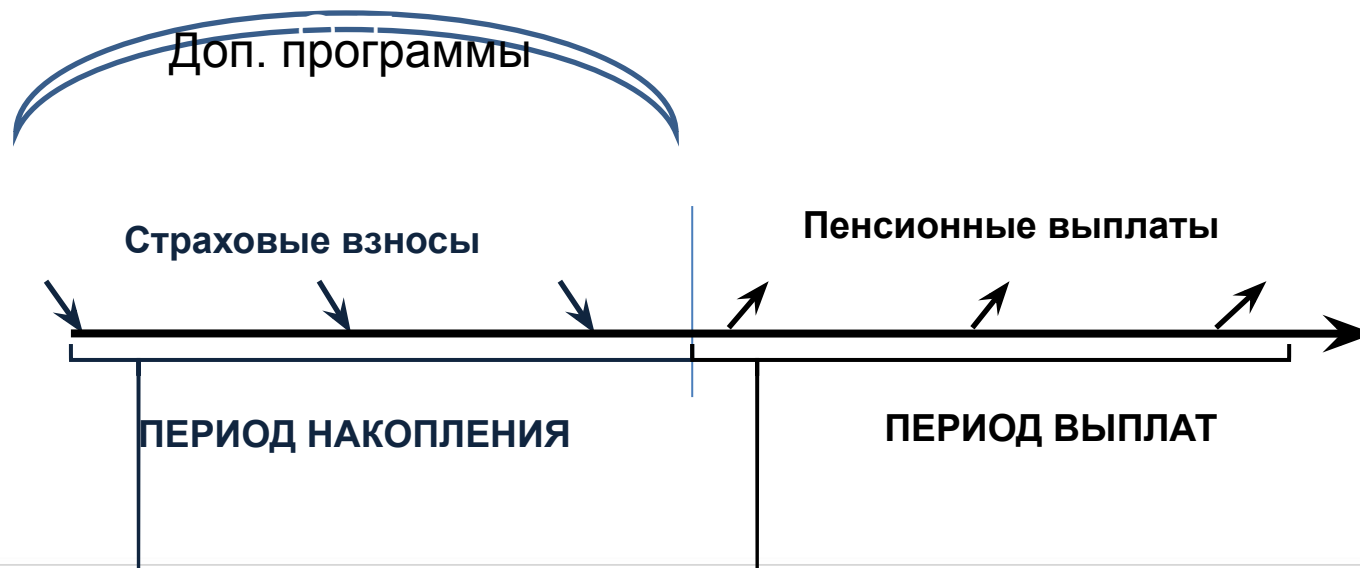 Доп. программы
Страховые взносы
Пенсионные выплаты
ПЕРИОД НАКОПЛЕНИЯ
ПЕРИОД ВЫПЛАТ